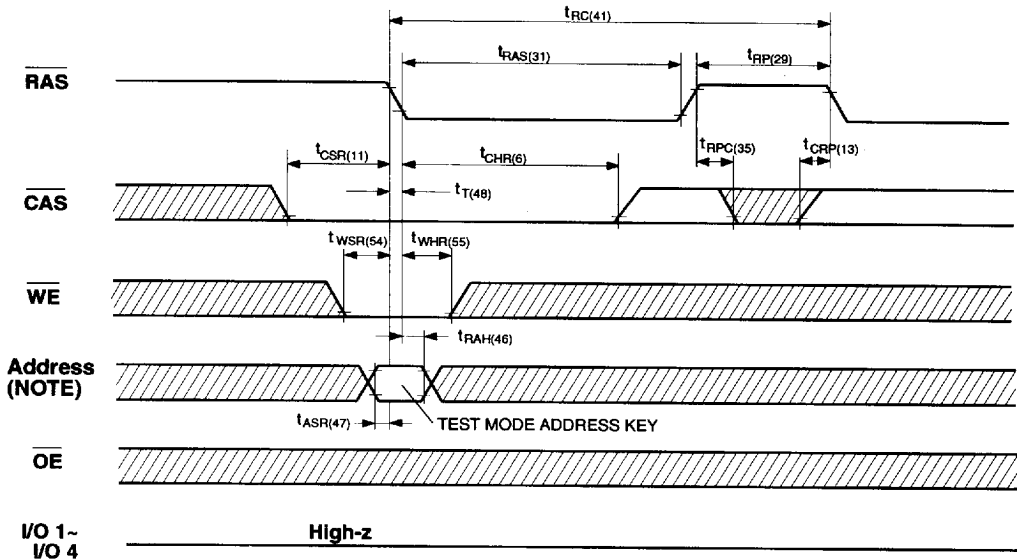 tRC(41)
tRAS(31)
tRP(29)
RAS
tCSR(11)
tCHR(6)
tRPC(35)
tCRP(13)
CAS
tT(48)
tWSR(54)
tWHR(55)
WE
tRAH(46)
Address
(NOTE)
tASR(47)
TEST MODE ADDRESS KEY
OE
I/O 1~
I/O 4
High-z